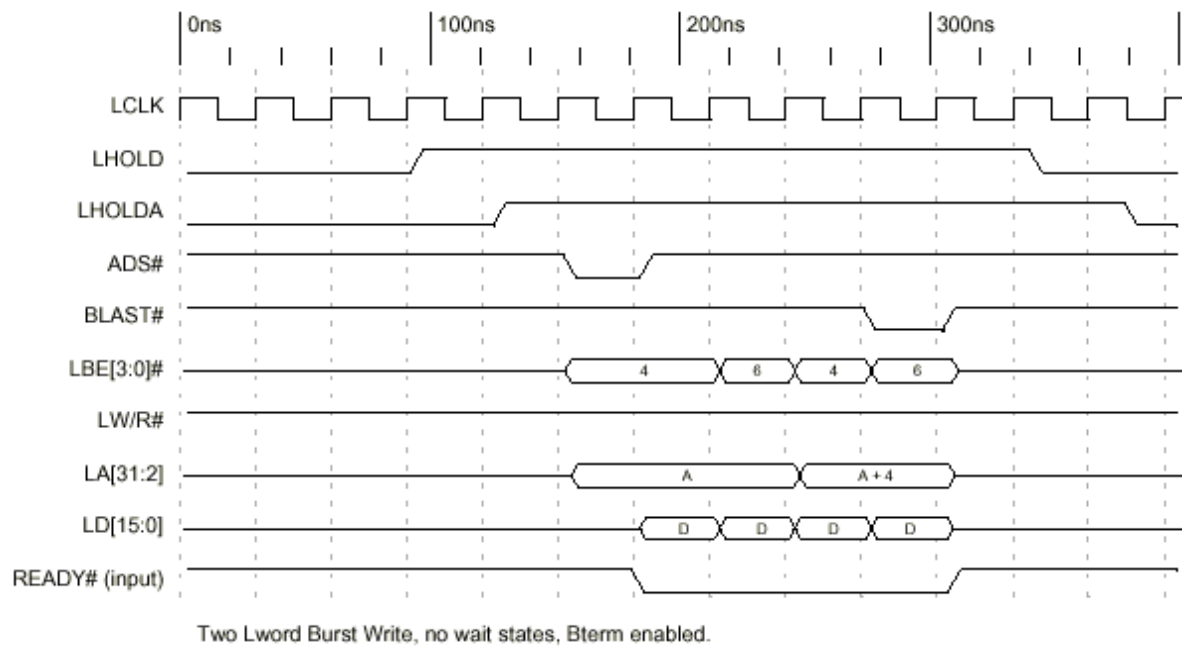 0ns 100ns 200ns 300ns
LCLK
LHOLD
LHOLDA
ADS#
BLAST#
LBE[3:0]# 4 6 4 6
LW/R#
LA[31:2] A A + 4
LD[15:0] D D D D
READY# (input)
Two Lword Burst Write, no wait states, Bterm enabled.